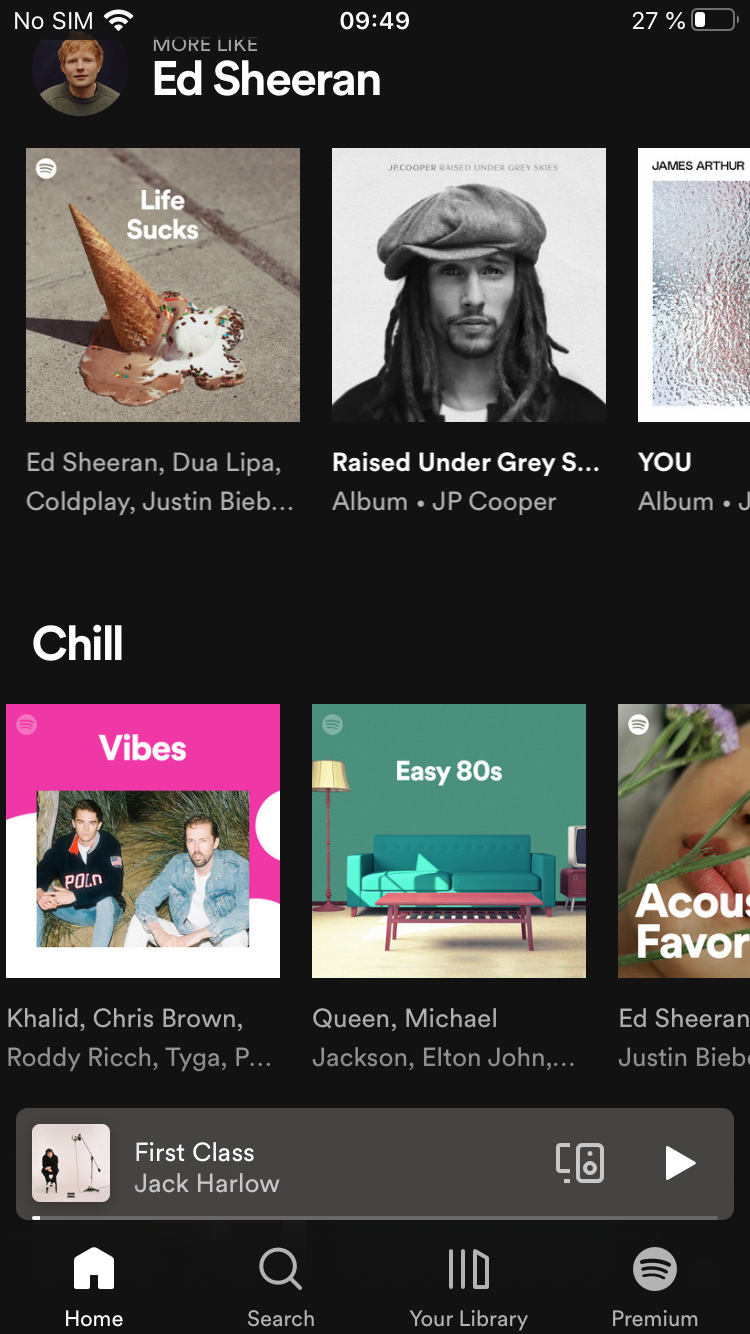 No SIM 09:49 27 %
MORE LIKE
Ed Sheeran
Life
Sucks
JP.COOPER RAISED UNDER GREY SKIES
JAMES ARTHUR
Ed Sheeran, Dua Lipa,
Coldplay, Justin Bieb...
Raised Under Grey S...
Album • JP Cooper
YOU
Album • J
Chill
Vibes
POLO
Easy 80s
Acous
Favor
Khalid, Chris Brown,
Roddy Ricch, Tyga, P...
Queen, Michael
Jackson, Elton John,...
Ed Sheeran
Justin Biebe
First Class
Jack Harlow
Home
Search
Your Library
Premium